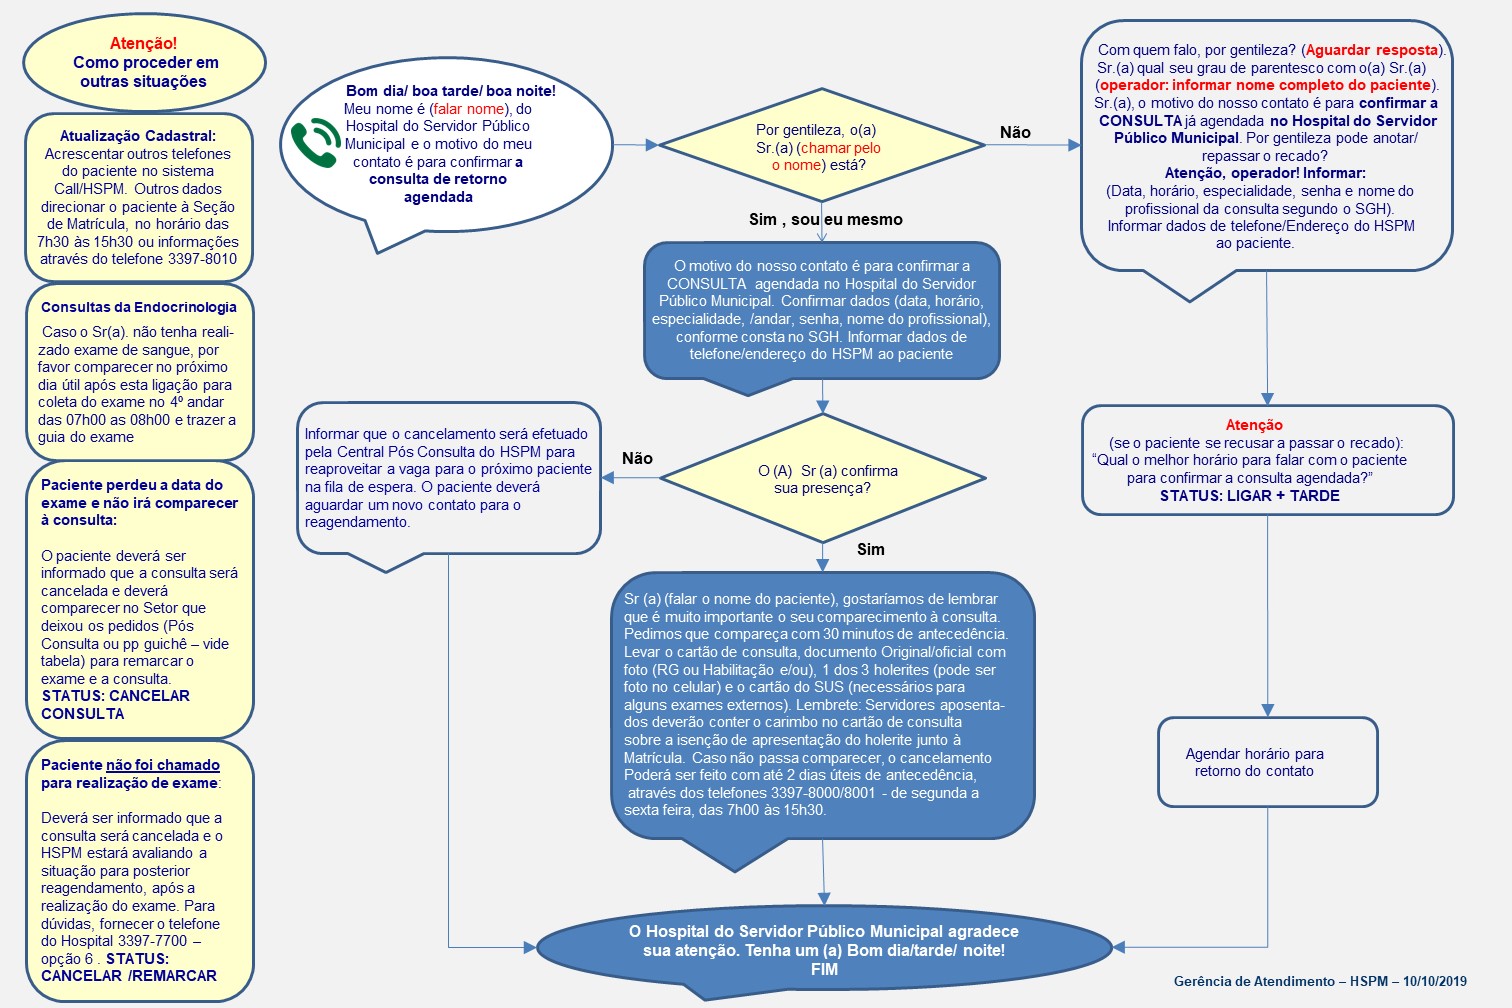 Atenção!
Como proceder em
outras situações
Atualização Cadastral:
Acrescentar outros telefones
do paciente no sistema
Call/HSPM. Outros dados
direcionar o paciente à Seção
de Matrícula, no horário das
7h30 às 15h30 ou informações
através do telefone 3397-8010
Consultas da Endocrinologia
Caso o Sr(a). não tenha reali-
zado exame de sangue, por
favor comparecer no próximo
dia útil após esta ligação para
coleta do exame no 4º andar
das 07h00 as 08h00 e trazer a
guia do exame
Paciente perdeu a data do
exame e não irá comparecer
à consulta:
O paciente deverá ser
informado que a consulta será
cancelada e deverá
comparecer no Setor que
deixou os pedidos (Pós
Consulta ou pp guichê – vide
tabela) para remarcar o
exame e a consulta.
STATUS: CANCELAR
CONSULTA
Paciente não foi chamado
para realização de exame:
Deverá ser informado que a
consulta será cancelada e o
HSPM estará avaliando a
situação para posterior
reagendamento, após a
realização do exame. Para
dúvidas, fornecer o telefone
do Hospital 3397-7700 –
opção 6 . STATUS:
CANCELAR /REMARCAR
Bom dia/ boa tarde/ boa noite!
Meu nome é (falar nome), do
Hospital do Servidor Público
Municipal e o motivo do meu
contato é para confirmar a
consulta de retorno
agendada
Por gentileza, o(a)
Sr.(a) (chamar pelo
o nome) está?
Não
Sim , sou eu mesmo
Com quem falo, por gentileza? (Aguardar resposta).
Sr.(a) qual seu grau de parentesco com o(a) Sr.(a)
(operador: informar nome completo do paciente).
Sr.(a), o motivo do nosso contato é para confirmar a
CONSULTA já agendada no Hospital do Servidor
Público Municipal. Por gentileza pode anotar/
repassar o recado?
Atenção, operador! Informar:
(Data, horário, especialidade, senha e nome do
profissional da consulta segundo o SGH).
Informar dados de telefone/Endereço do HSPM
ao paciente.
O motivo do nosso contato é para confirmar a
CONSULTA agendada no Hospital do Servidor
Público Municipal. Confirmar dados (data, horário,
especialidade, /andar, senha, nome do profissional),
conforme consta no SGH. Informar dados de
telefone/endereço do HSPM ao paciente
O (A) Sr (a) confirma
sua presença?
Não
Sim
Informar que o cancelamento será efetuado
pela Central Pós Consulta do HSPM para
reaproveitar a vaga para o próximo paciente
na fila de espera. O paciente deverá
aguardar um novo contato para o
reagendamento.
Atenção
(se o paciente se recusar a passar o recado):
“Qual o melhor horário para falar com o paciente
para confirmar a consulta agendada?”
STATUS: LIGAR + TARDE
Sr (a) (falar o nome do paciente), gostaríamos de lembrar
que é muito importante o seu comparecimento à consulta.
Pedimos que compareça com 30 minutos de antecedência.
Levar o cartão de consulta, documento Original/oficial com
foto (RG ou Habilitação e/ou), 1 dos 3 holerites (pode ser
foto no celular) e o cartão do SUS (necessários para
alguns exames externos). Lembrete: Servidores aposenta-
dos deverão conter o carimbo no cartão de consulta
sobre a isenção de apresentação do holerite junto à
Matrícula. Caso não passa comparecer, o cancelamento
Poderá ser feito com até 2 dias úteis de antecedência,
através dos telefones 3397-8000/8001 - de segunda a
sexta feira, das 7h00 às 15h30.
Agendar horário para
retorno do contato
O Hospital do Servidor Público Municipal agradece
sua atenção. Tenha um (a) Bom dia/tarde/ noite!
FIM
Gerência de Atendimento – HSPM – 10/10/2019